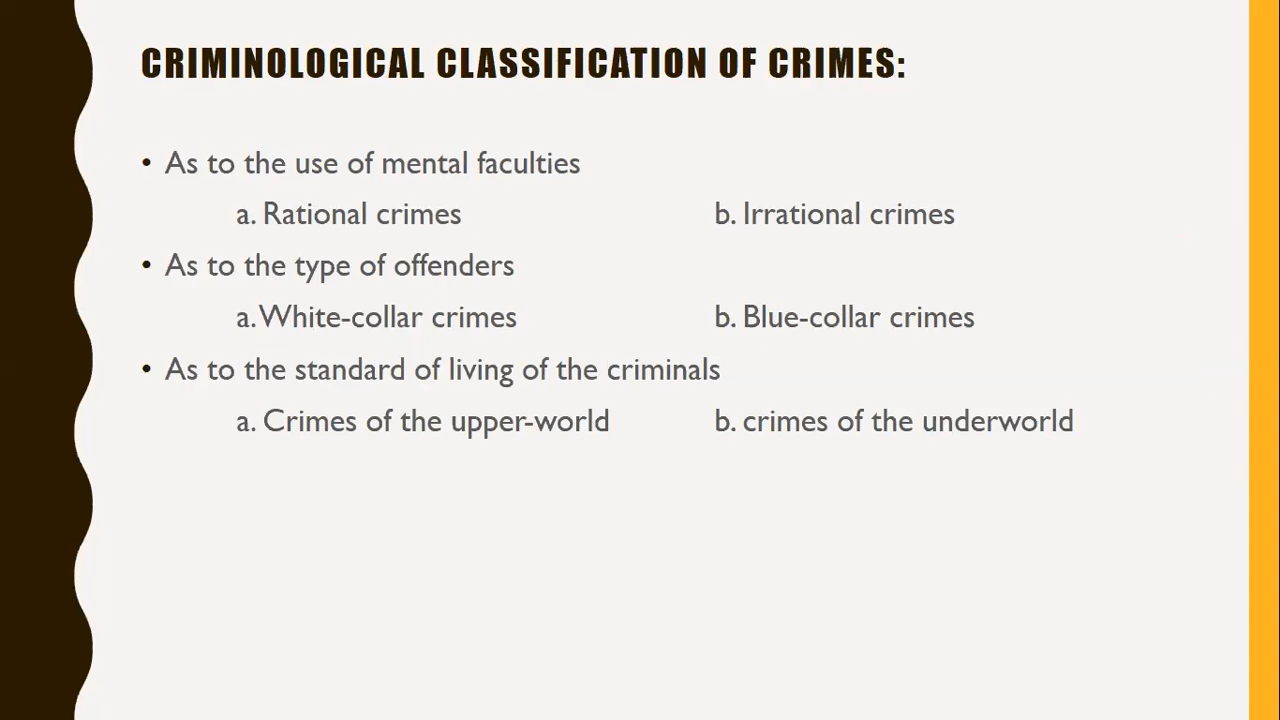 CRIMINOLOGICAL CLASSIFICATION OF CRIMES:
• As to the use of mental faculties
a. Rational crimes b. Irrational crimes
• As to the type of offenders
a. White-collar crimes b. Blue-collar crimes
• As to the standard of living of the criminals
a. Crimes of the upper-world b. crimes of the underworld